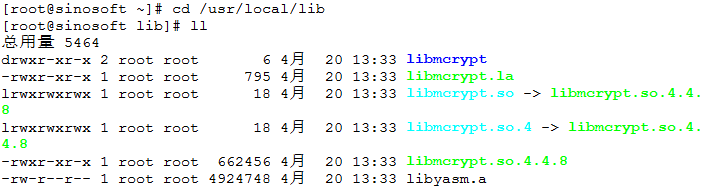 [root@sinosoft ~]# cd /usr/local/lib
[root@sinosoft lib]# ll
总用量 5464
drwxr-xr-x 2 root root       6 4月  20 13:33 libmcrypt
-rwxr-xr-x 1 root root     795 4月  20 13:33 libmcrypt.la
lrwxrwxrwx 1 root root      18 4月  20 13:33 libmcrypt.so -> libmcrypt.so.4.4.
8
lrwxrwxrwx 1 root root      18 4月  20 13:33 libmcrypt.so.4 -> libmcrypt.so.4.
4.8
-rwxr-xr-x 1 root root  662456 4月  20 13:33 libmcrypt.so.4.4.8
-rw-r--r-- 1 root root 4924748 4月  20 13:33 libyasm.a